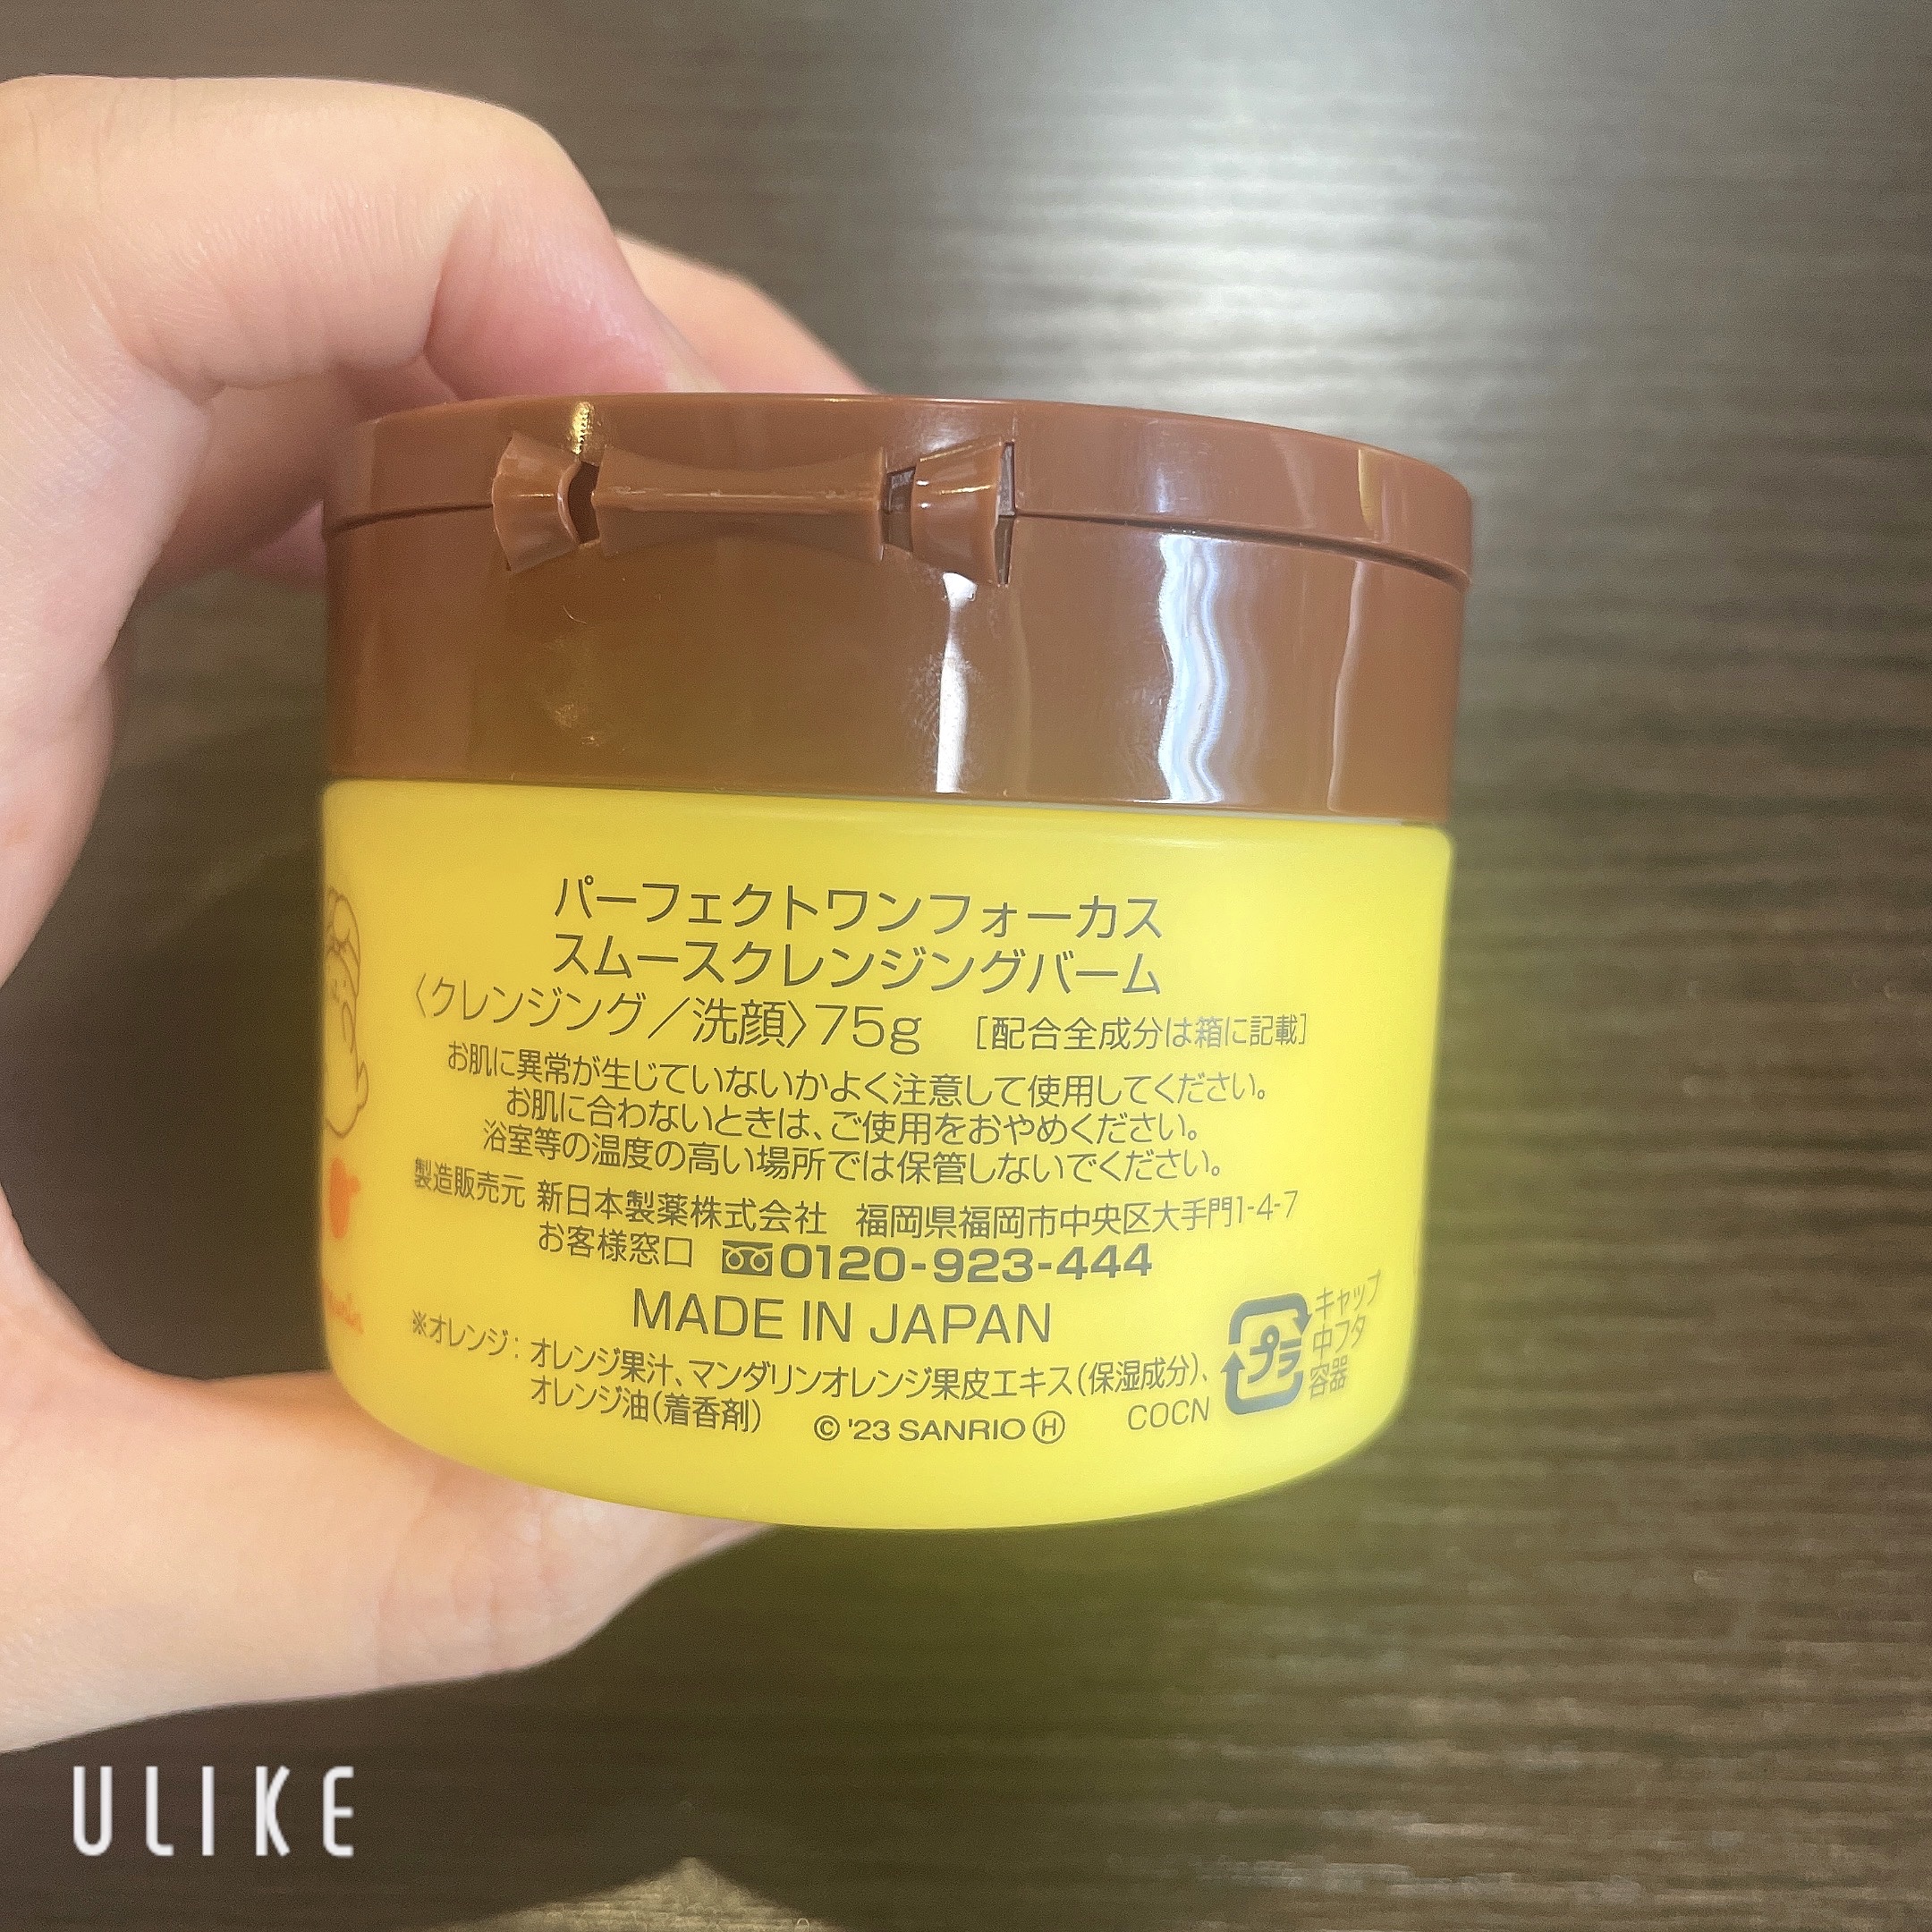 パーフェクトワンフォーカス
スムースクレンジングバーム
〈クレンジング／洗顔〉75g [配合全成分は箱に記載]
お肌に異常が生じていないかよく注意して使用してください。
お肌に合わないときは、ご使用をおやめください。
浴室等の温度の高い場所では保管しないでください。
製造販売元 新日本製薬株式会社 福岡県福岡市中央区大手門1-4-7
お客様窓口 0120-923-444
MADE IN JAPAN
※オレンジ：オレンジ果汁、マンダリンオレンジ果皮エキス（保湿成分）、
オレンジ油（着香剤） © '23 SANRIO Ⓗ COCN
プラ
キャップ
中フタ
容器
ULIKE